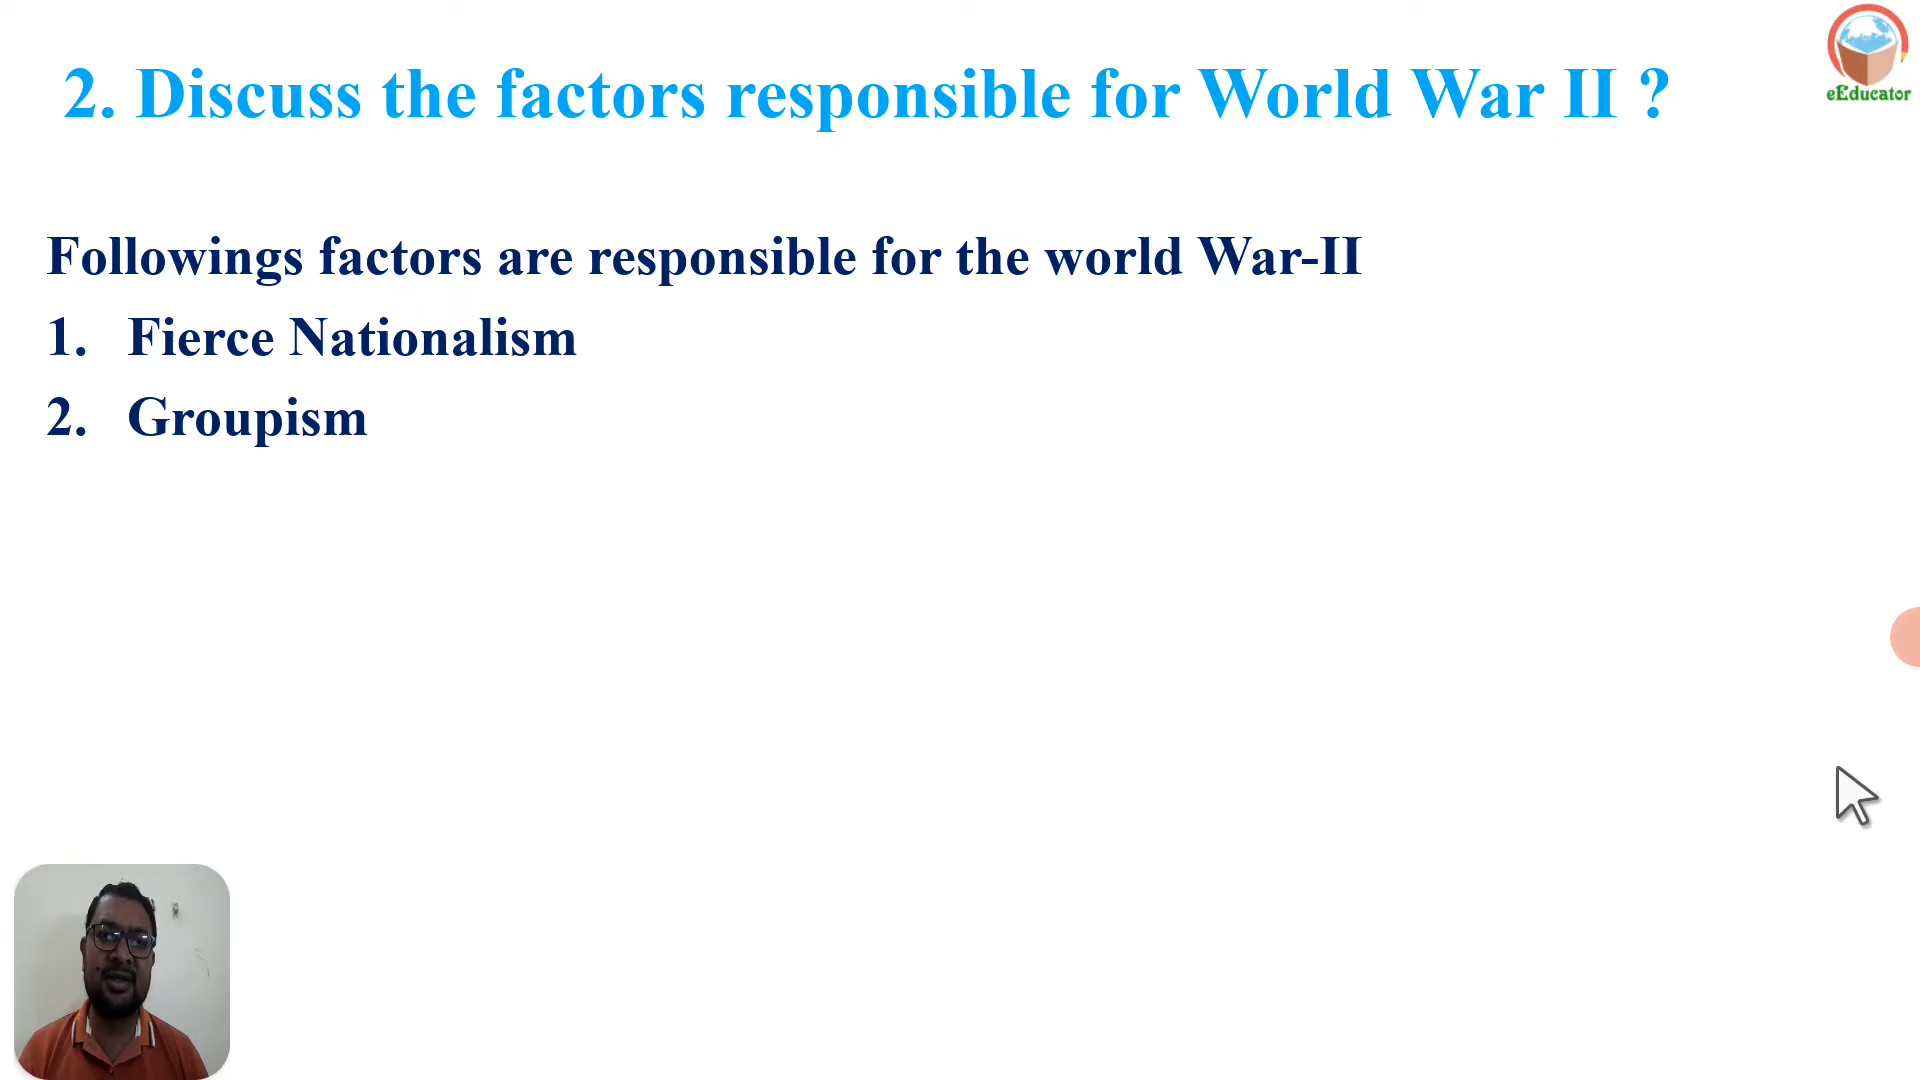 2. Discuss the factors responsible for World War II ?
eEducator
Followings factors are responsible for the world War-II
1. Fierce Nationalism
2. Groupism